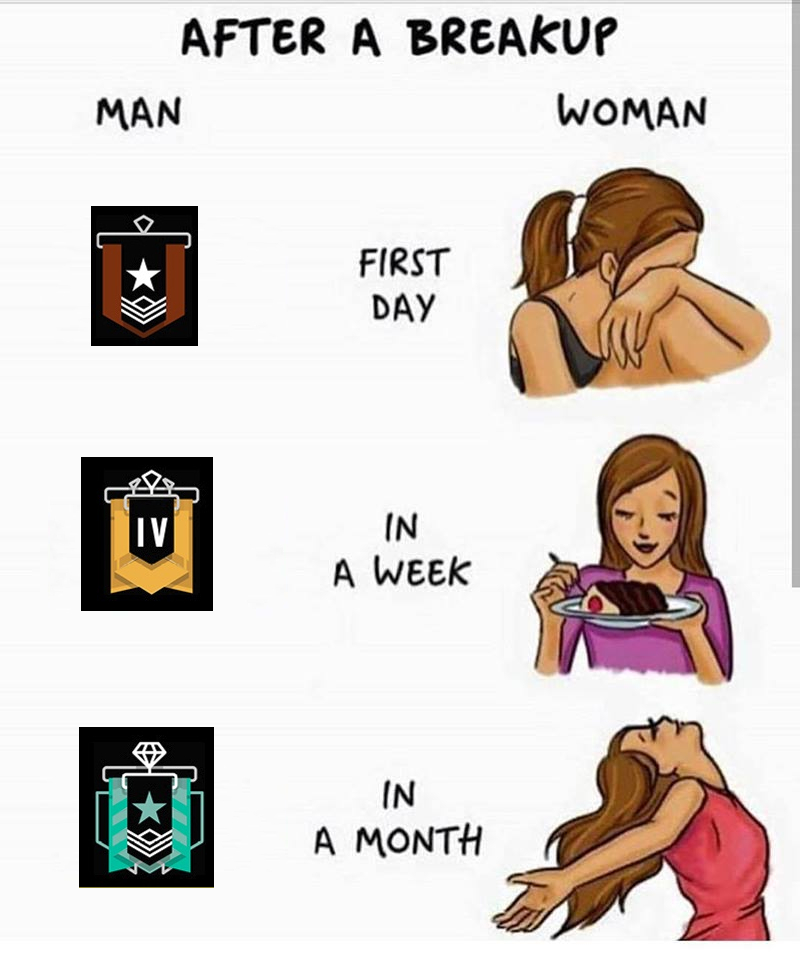 AFTER A BREAKUP
MAN
WOMAN
FIRST
DAY
IV
IN
A WEEK
IN
A MONTH